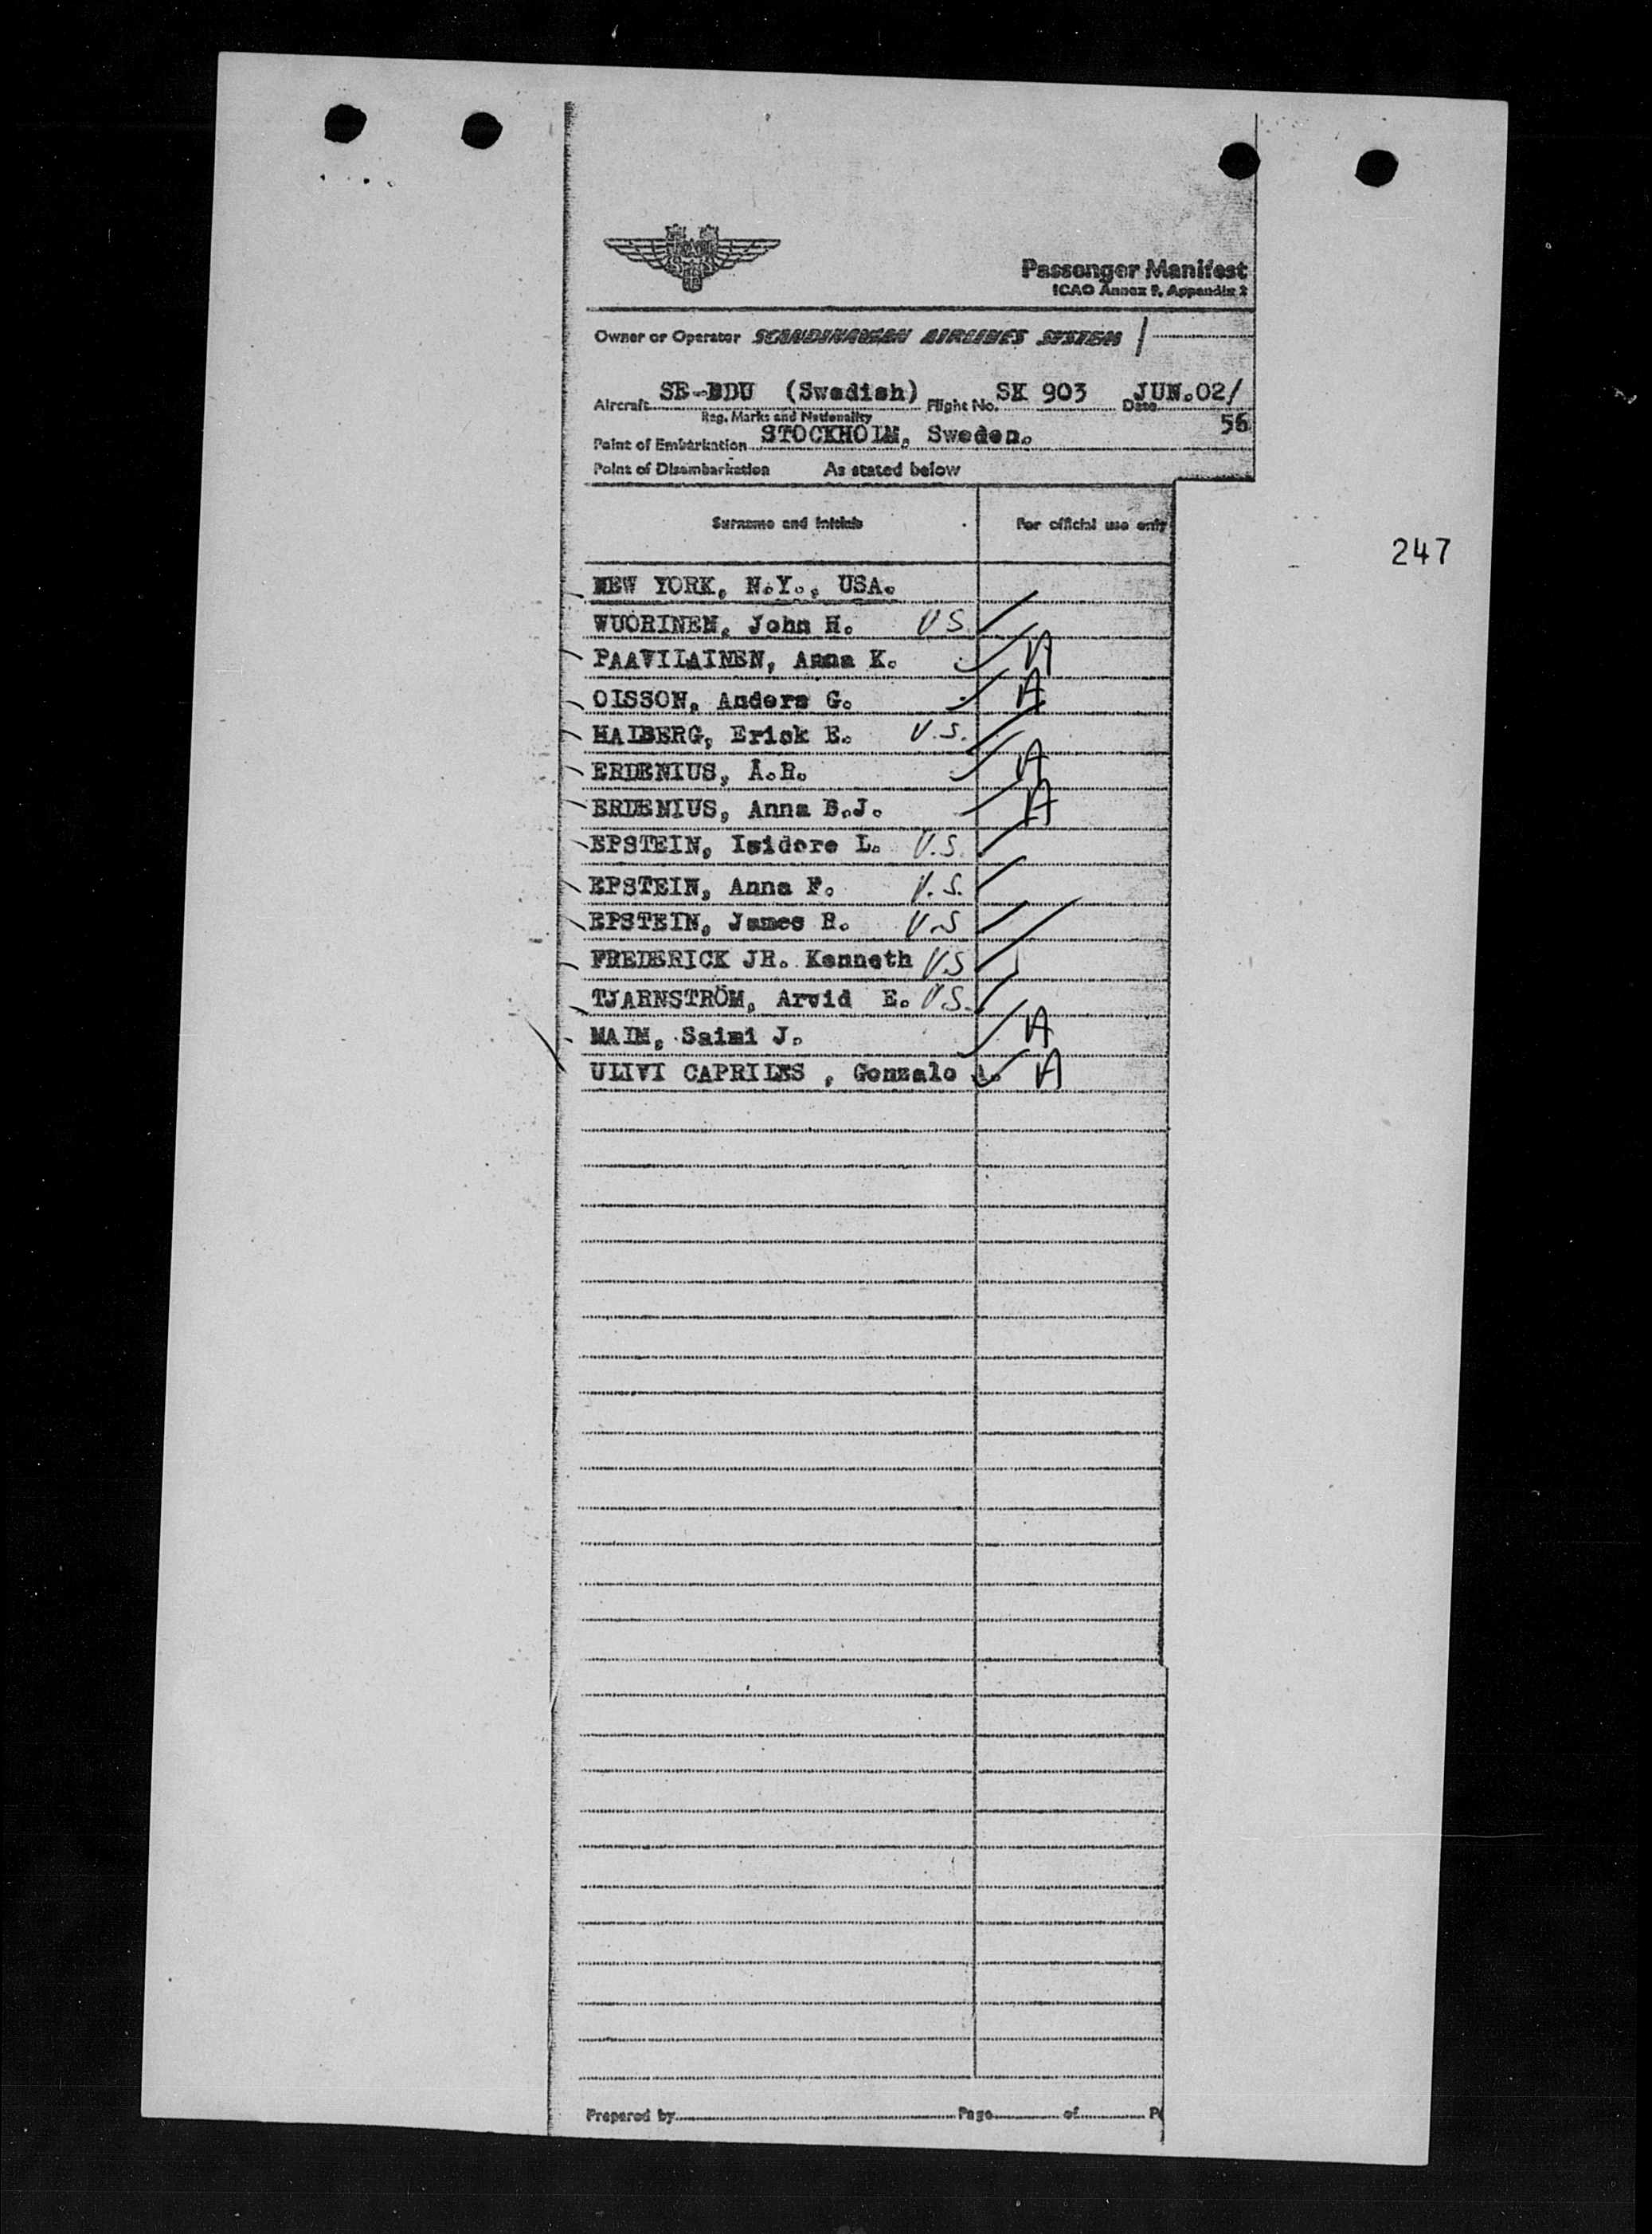 Passenger Manifest
ICAO Annex 9, Appendix 2
Owner or Operator SCANDINAVIAN AIRLINES SYSTEM
Aircraft SE-BDU (Swedish) Flight No. SK 903 Date JUN.02/
Reg. Marks and Nationality 56
Point of Embarkation STOCKHOLM, Sweden.
Point of Disembarkation As stated below
Surname and initials For official use only
247
NEW YORK, N.Y., USA.
WUORINEN, John H. U.S.
PAAVILAINEN, Anna K. A
OLSSON, Anders G. A
HALBERG, Erick E. U.S.
ERDENIUS, Å.R. A
ERDENIUS, Anna B.J. A
EPSTEIN, Isidore L. U.S.
EPSTEIN, Anna F. U.S.
EPSTEIN, James R. U.S
FREDERICK JR. Kenneth U.S
TJARNSTRÖM, Arvid E. U.S.
MALM, Saimi J. A
ULIVI CAPRILES , Gonzalo A. A
Prepared by Page of P